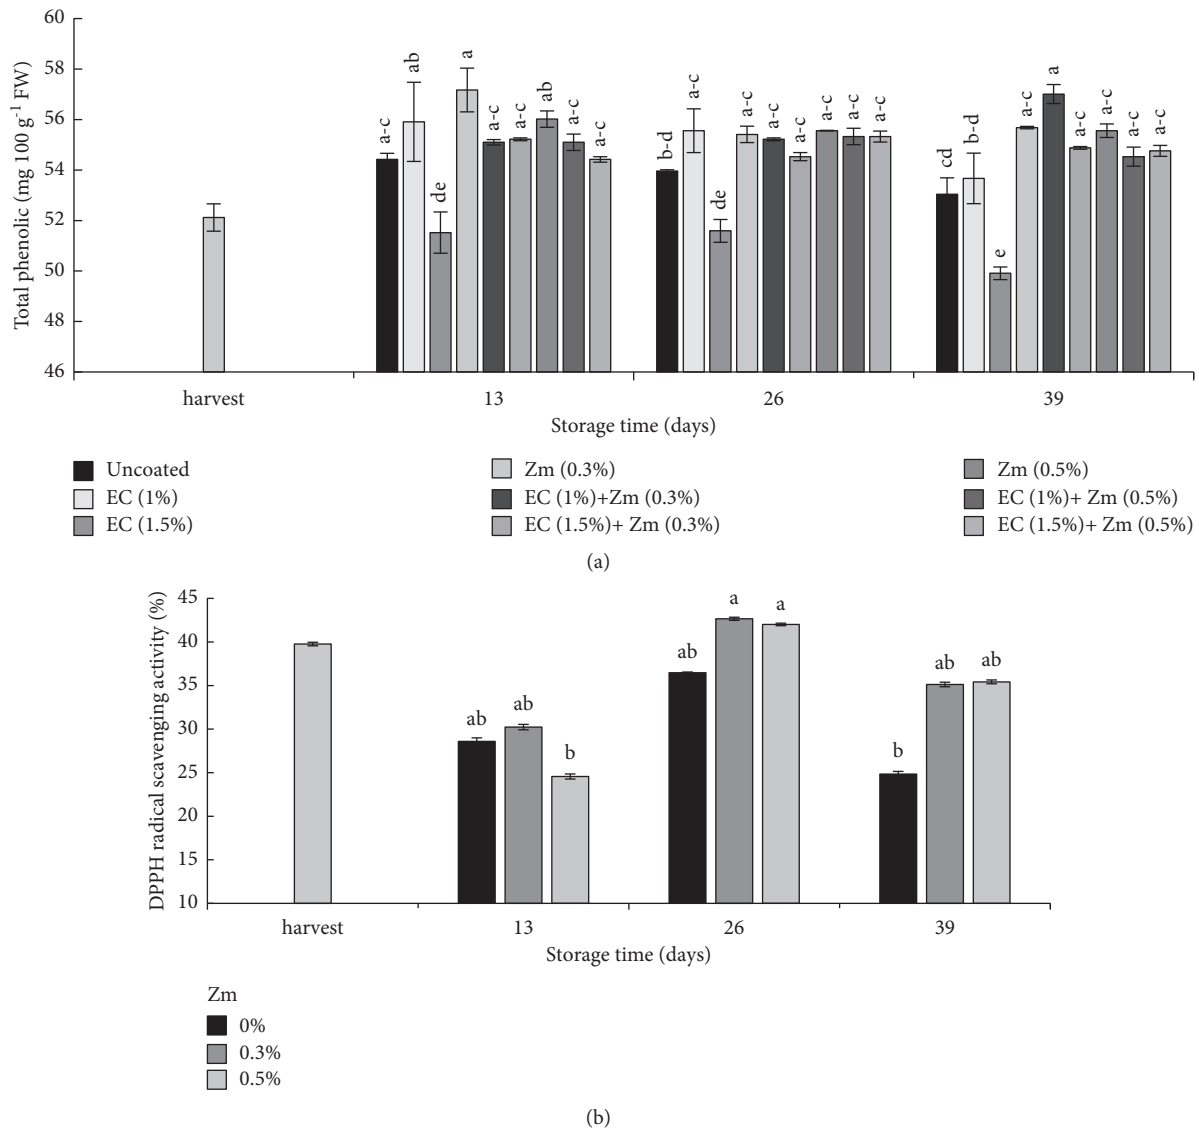 60
58
56
54
52
50
48
46
Total phenolic (mg 100 g⁻¹ FW)
a-c
ab
de
a
a-c
a-c
ab
a-c
a-c
b-d
a-c
de
a-c
a-c
a-c
a-c
a-c
a-c
cd
b-d
e
a-c
a
a-c
a-c
a-c
a-c
harvest 13 26 39
Storage time (days)
Uncoated Zm (0.3%) Zm (0.5%)
EC (1%) EC (1%)+Zm (0.3%) EC (1%)+ Zm (0.5%)
EC (1.5%) EC (1.5%)+ Zm (0.3%) EC (1.5%)+ Zm (0.5%)
(a)
45
40
35
30
25
20
15
10
DPPH radical scavenging activity (%)
ab
ab
b
ab
a
a
b
ab
ab
harvest 13 26 39
Storage time (days)
Zm
0%
0.3%
0.5%
(b)